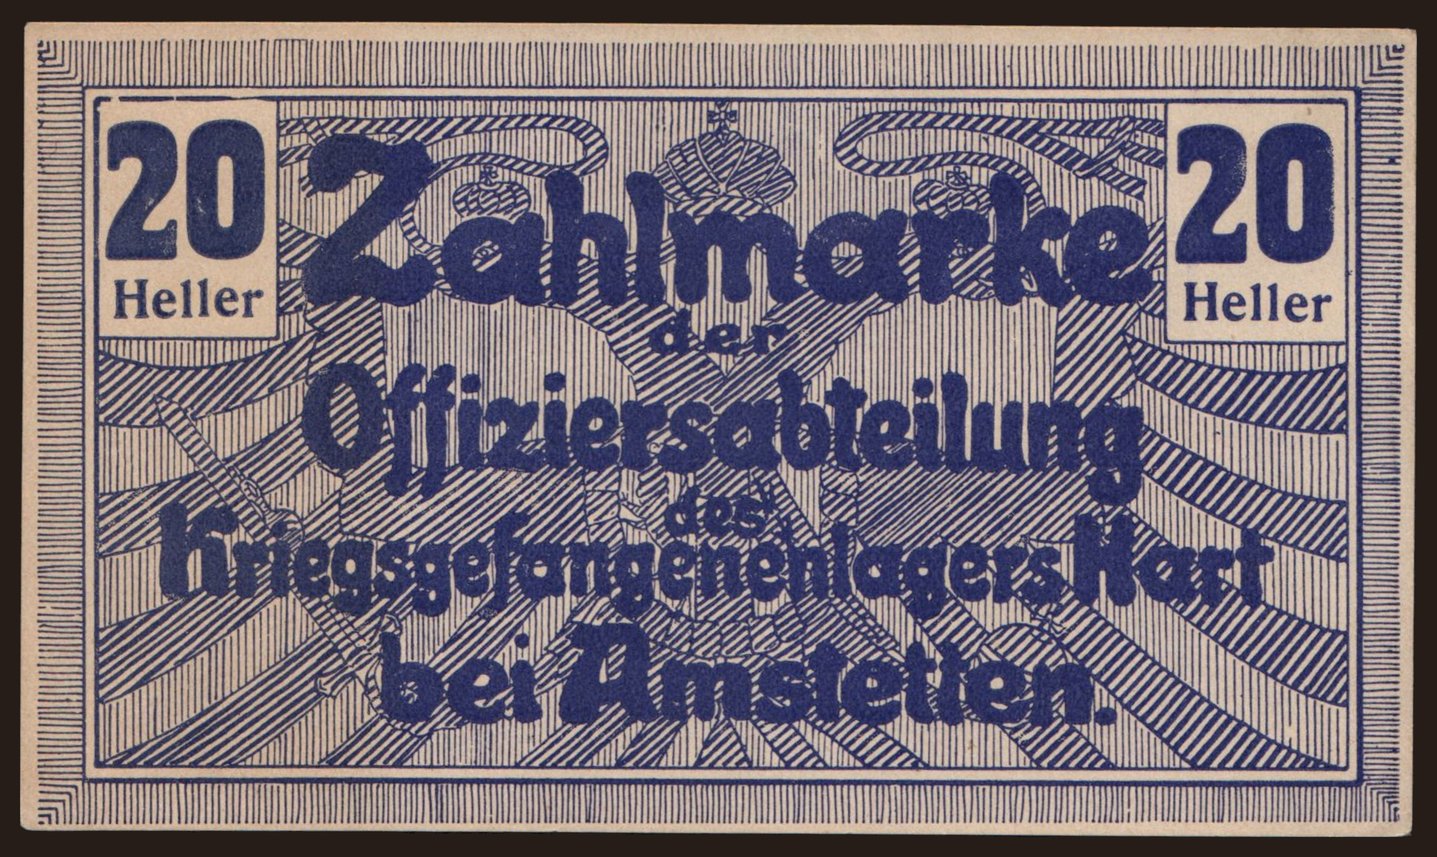 20
Heller
20
Heller
Zahlmarke
der
Offiziersabteilung
des
Kriegsgefangenenlagers Hart
bei Amstetten.